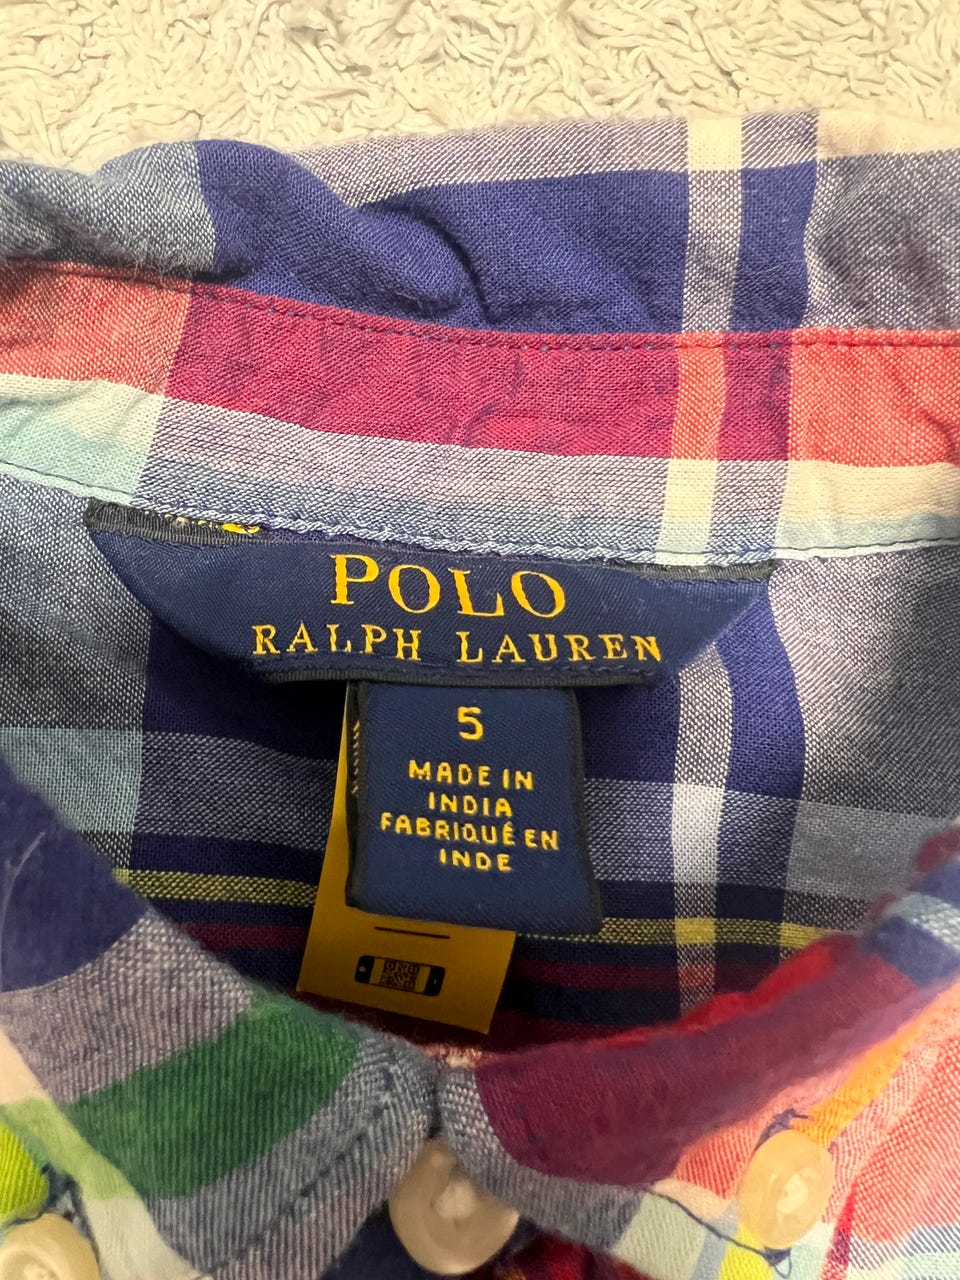 POLO
RALPH LAUREN
5
MADE IN
INDIA
FABRIQUÉ EN
INDE